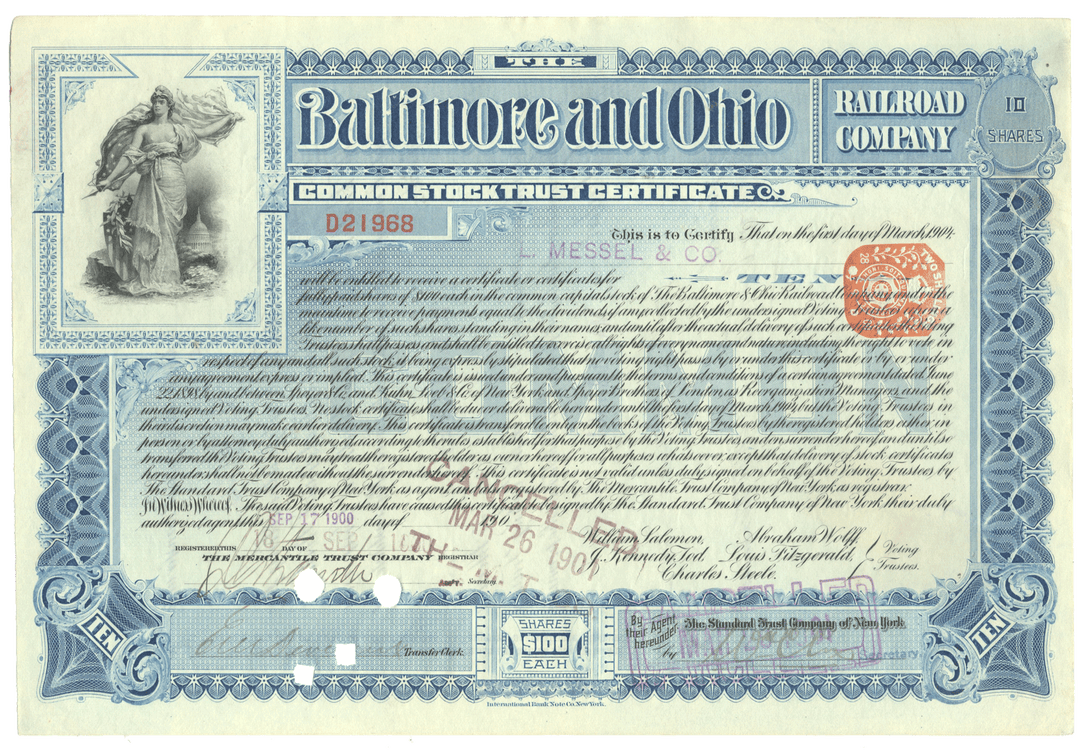 THE
Baltimore and Ohio
RAILROAD
COMPANY
10
SHARES
COMMON STOCK TRUST CERTIFICATE
D21968
This is to Certify That on the first day of March, 1904,
L. MESSEL & CO.
will be entitled to receive a certificate or certificates for TEN
fully paid shares of $100 each in the common capital stock of The Baltimore & Ohio Railroad Company, and in the
meantime to receive payments equal to the dividends, if any, collected by the undersigned Voting Trustees upon a
like number of such shares standing in their names, and until after the actual delivery of such certificates the Voting
Trustees shall possess and shall be entitled to exercise all rights of every name and nature including the right to vote in
respect of any and all such stock, it being expressly stipulated that no voting right passes by or under this certificate or by or under
any agreement express or implied. This certificate is issued under and pursuant to the terms and conditions of a certain agreement dated June
22, 1898, by and between Speyer & Co. and Kuhn, Loeb & Co. of New York and Speyer Brothers of London, Reorganization Managers, and the
undersigned Voting Trustees. No stock certificate shall be due or deliverable hereunder until the first day of March, 1904, but the Voting Trustees in
their discretion may make earlier delivery. This certificate is transferable only on the books of the Voting Trustees by the registered holders either in
person or by attorney duly authorized according to the rules established for that purpose by the Voting Trustees and on surrender hereof and until so
transferred the Voting Trustees may treat the registered holder as owner hereof for all purposes whatsoever, except that delivery of stock certificates
hereunder shall not be made without the surrender hereof. This certificate is not valid unless duly signed on behalf of the Voting Trustees by
The Standard Trust Company of New York as agent, and registered by The Mercantile Trust Company of New York as registrar.
In Witness Whereof, The said Voting Trustees have caused this certificate to be signed by The Standard Trust Company of New York their duly
authorized agent this SEP 17 1900 day of 19
COMMON
CANCELLED
MAR 26 1901
William Salomon, Abraham Wolff,
J. Kennedy Tod, Louis Fitzgerald,
Charles Steele,
Voting
Trustees.
REGISTERED THIS 18 DAY OF SEP
THE MERCANTILE TRUST COMPANY REGISTRAR
Asst. Secretary
TEN
Transfer Clerk.
SHARES
$100
EACH
By
their Agent
hereunder
The Standard Trust Company of New York
by
Secretary
CANCELLED
TEN
International Bank Note Co. New York.